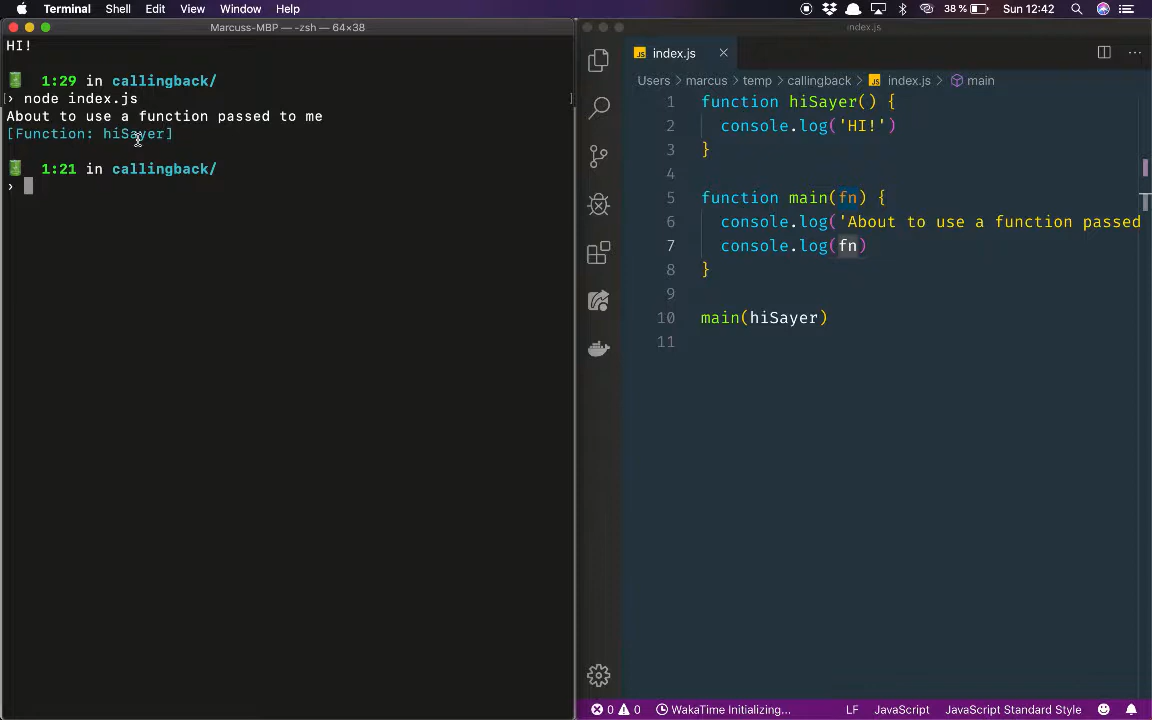 Terminal Shell Edit View Window Help 38 % Sun 12:42
Marcuss-MBP — -zsh — 64×38
HI!
1:29 in callingback/
[› node index.js ]
About to use a function passed to me
[Function: hiSayer]
1:21 in callingback/
›
index.js
JS index.js ×
Users › marcus › temp › callingback › JS index.js › main
1 function hiSayer() {
2 console.log('HI!')
3 }
4
5 function main(fn) {
6 console.log('About to use a function passed
7 console.log(fn)
8 }
9
10 main(hiSayer)
11
0 0 WakaTime Initializing... LF JavaScript JavaScript Standard Style